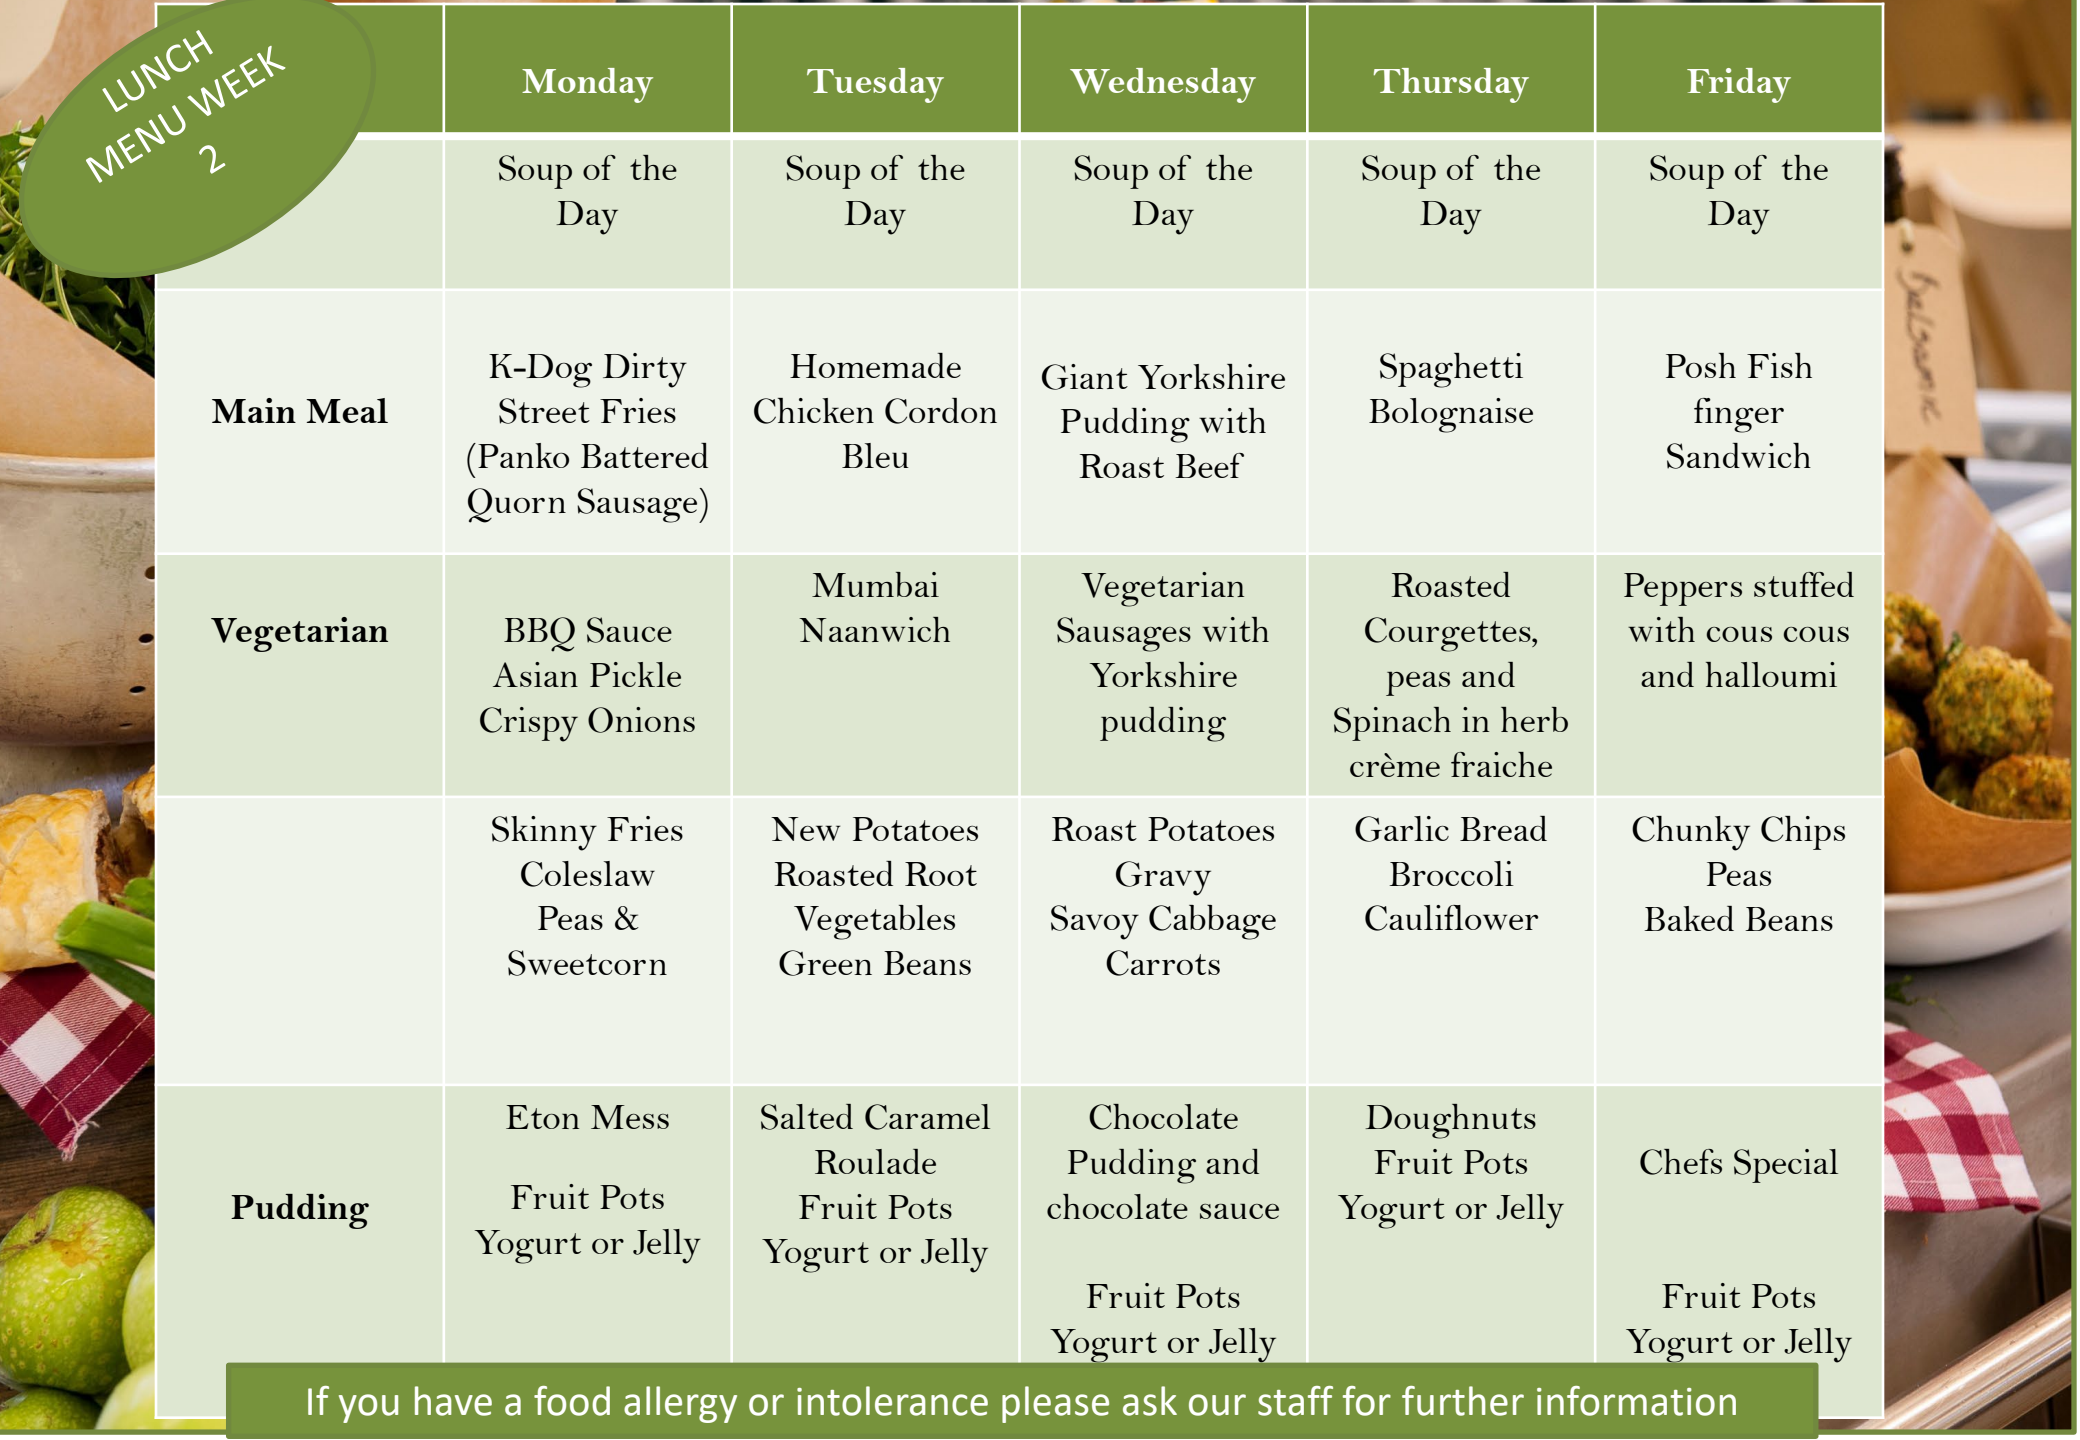 LUNCH
MENU WEEK
2
Monday
Tuesday
Wednesday
Thursday
Friday
Soup of the
Day
Soup of the
Day
Soup of the
Day
Soup of the
Day
Soup of the
Day
Main Meal
K-Dog Dirty
Street Fries
(Panko Battered
Quorn Sausage)
Homemade
Chicken Cordon
Bleu
Giant Yorkshire
Pudding with
Roast Beef
Spaghetti
Bolognaise
Posh Fish
finger
Sandwich
Vegetarian
BBQ Sauce
Asian Pickle
Crispy Onions
Mumbai
Naanwich
Vegetarian
Sausages with
Yorkshire
pudding
Roasted
Courgettes,
peas and
Spinach in herb
crème fraiche
Peppers stuffed
with cous cous
and halloumi
Skinny Fries
Coleslaw
Peas &
Sweetcorn
New Potatoes
Roasted Root
Vegetables
Green Beans
Roast Potatoes
Gravy
Savoy Cabbage
Carrots
Garlic Bread
Broccoli
Cauliflower
Chunky Chips
Peas
Baked Beans
Pudding
Eton Mess
Fruit Pots
Yogurt or Jelly
Salted Caramel
Roulade
Fruit Pots
Yogurt or Jelly
Chocolate
Pudding and
chocolate sauce
Fruit Pots
Yogurt or Jelly
Doughnuts
Fruit Pots
Yogurt or Jelly
Chefs Special
Fruit Pots
Yogurt or Jelly
If you have a food allergy or intolerance please ask our staff for further information